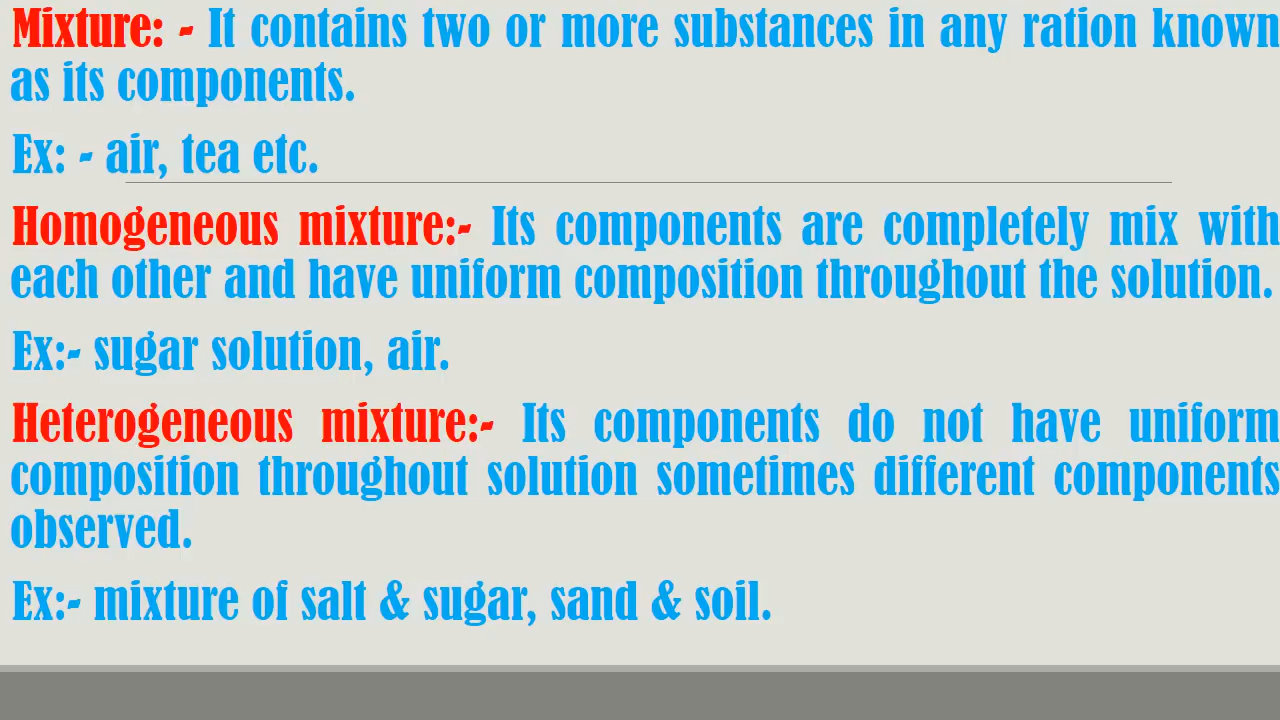 Mixture: - It contains two or more substances in any ration known
as its components.
Ex: - air, tea etc.
Homogeneous mixture:- Its components are completely mix with
each other and have uniform composition throughout the solution.
Ex:- sugar solution, air.
Heterogeneous mixture:- Its components do not have uniform
composition throughout solution sometimes different components
observed.
Ex:- mixture of salt & sugar, sand & soil.